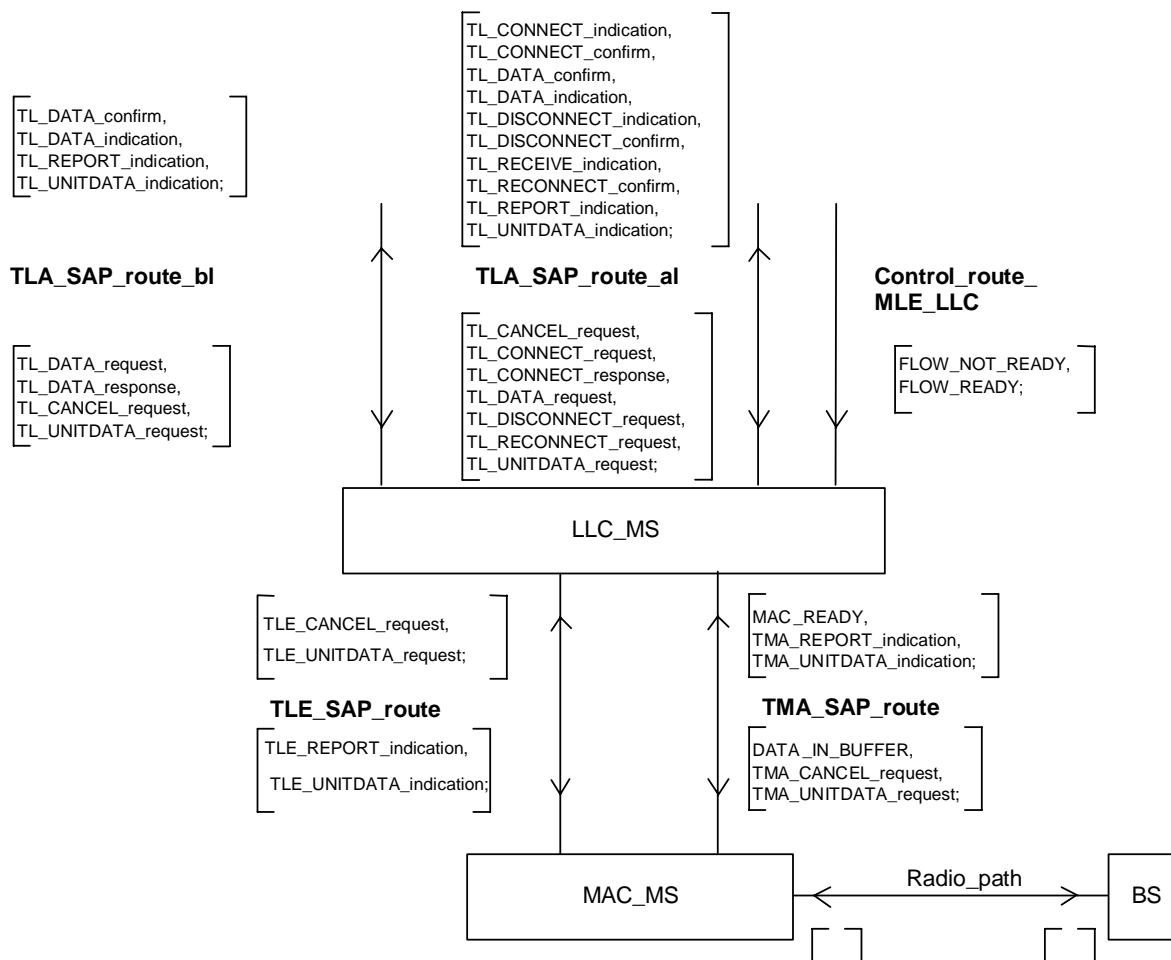 TL_CONNECT_indication,
TL_CONNECT_confirm,
TL_DATA_confirm,
TL_DATA_indication,
TL_DISCONNECT_indication,
TL_DISCONNECT_confirm,
TL_RECEIVE_indication,
TL_RECONNECT_confirm,
TL_REPORT_indication,
TL_UNITDATA_indication;
TL_DATA_confirm,
TL_DATA_indication,
TL_REPORT_indication,
TL_UNITDATA_indication;
TLA_SAP_route_bl
TLA_SAP_route_al
Control_route_
MLE_LLC
TL_DATA_request,
TL_DATA_response,
TL_CANCEL_request,
TL_UNITDATA_request;
TL_CANCEL_request,
TL_CONNECT_request,
TL_CONNECT_response,
TL_DATA_request,
TL_DISCONNECT_request,
TL_RECONNECT_request,
TL_UNITDATA_request;
FLOW_NOT_READY,
FLOW_READY;
LLC_MS
TLE_CANCEL_request,
TLE_UNITDATA_request;
MAC_READY,
TMA_REPORT_indication,
TMA_UNITDATA_indication;
TLE_SAP_route
TMA_SAP_route
TLE_REPORT_indication,
TLE_UNITDATA_indication;
DATA_IN_BUFFER,
TMA_CANCEL_request,
TMA_UNITDATA_request;
MAC_MS
Radio_path
BS